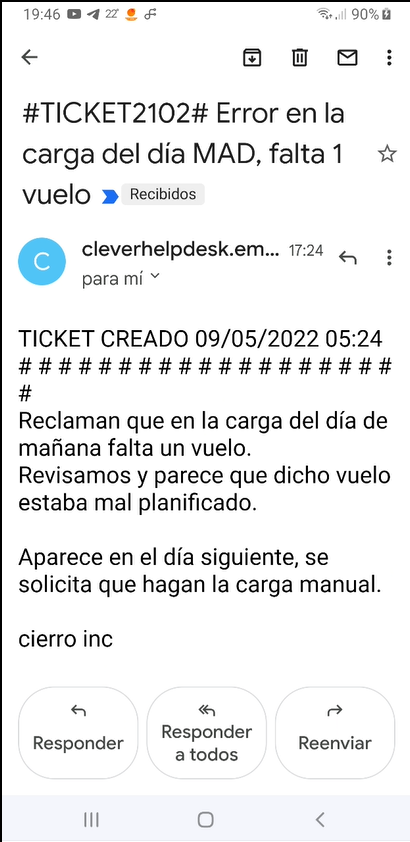 19:46 22° 90%
#TICKET2102# Error en la
carga del día MAD, falta 1
vuelo Recibidos
C
cleverhelpdesk.em... 17:24
para mí
TICKET CREADO 09/05/2022 05:24
# # # # # # # # # # # # # # # # # # #
#
Reclaman que en la carga del día de
mañana falta un vuelo.
Revisamos y parece que dicho vuelo
estaba mal planificado.
Aparece en el día siguiente, se
solicita que hagan la carga manual.
cierro inc
Responder
Responder
a todos
Reenviar